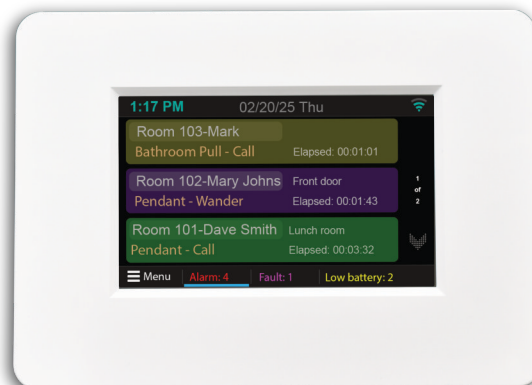 1:17 PM 02/20/25 Thu
Room 103-Mark
Bathroom Pull - Call Elapsed: 00:01:01
Room 102-Mary Johns Front door
Pendant - Wander Elapsed: 00:01:43
1
of
2
Room 101-Dave Smith Lunch room
Pendant - Call Elapsed: 00:03:32
Menu Alarm: 4 Fault: 1 Low battery: 2